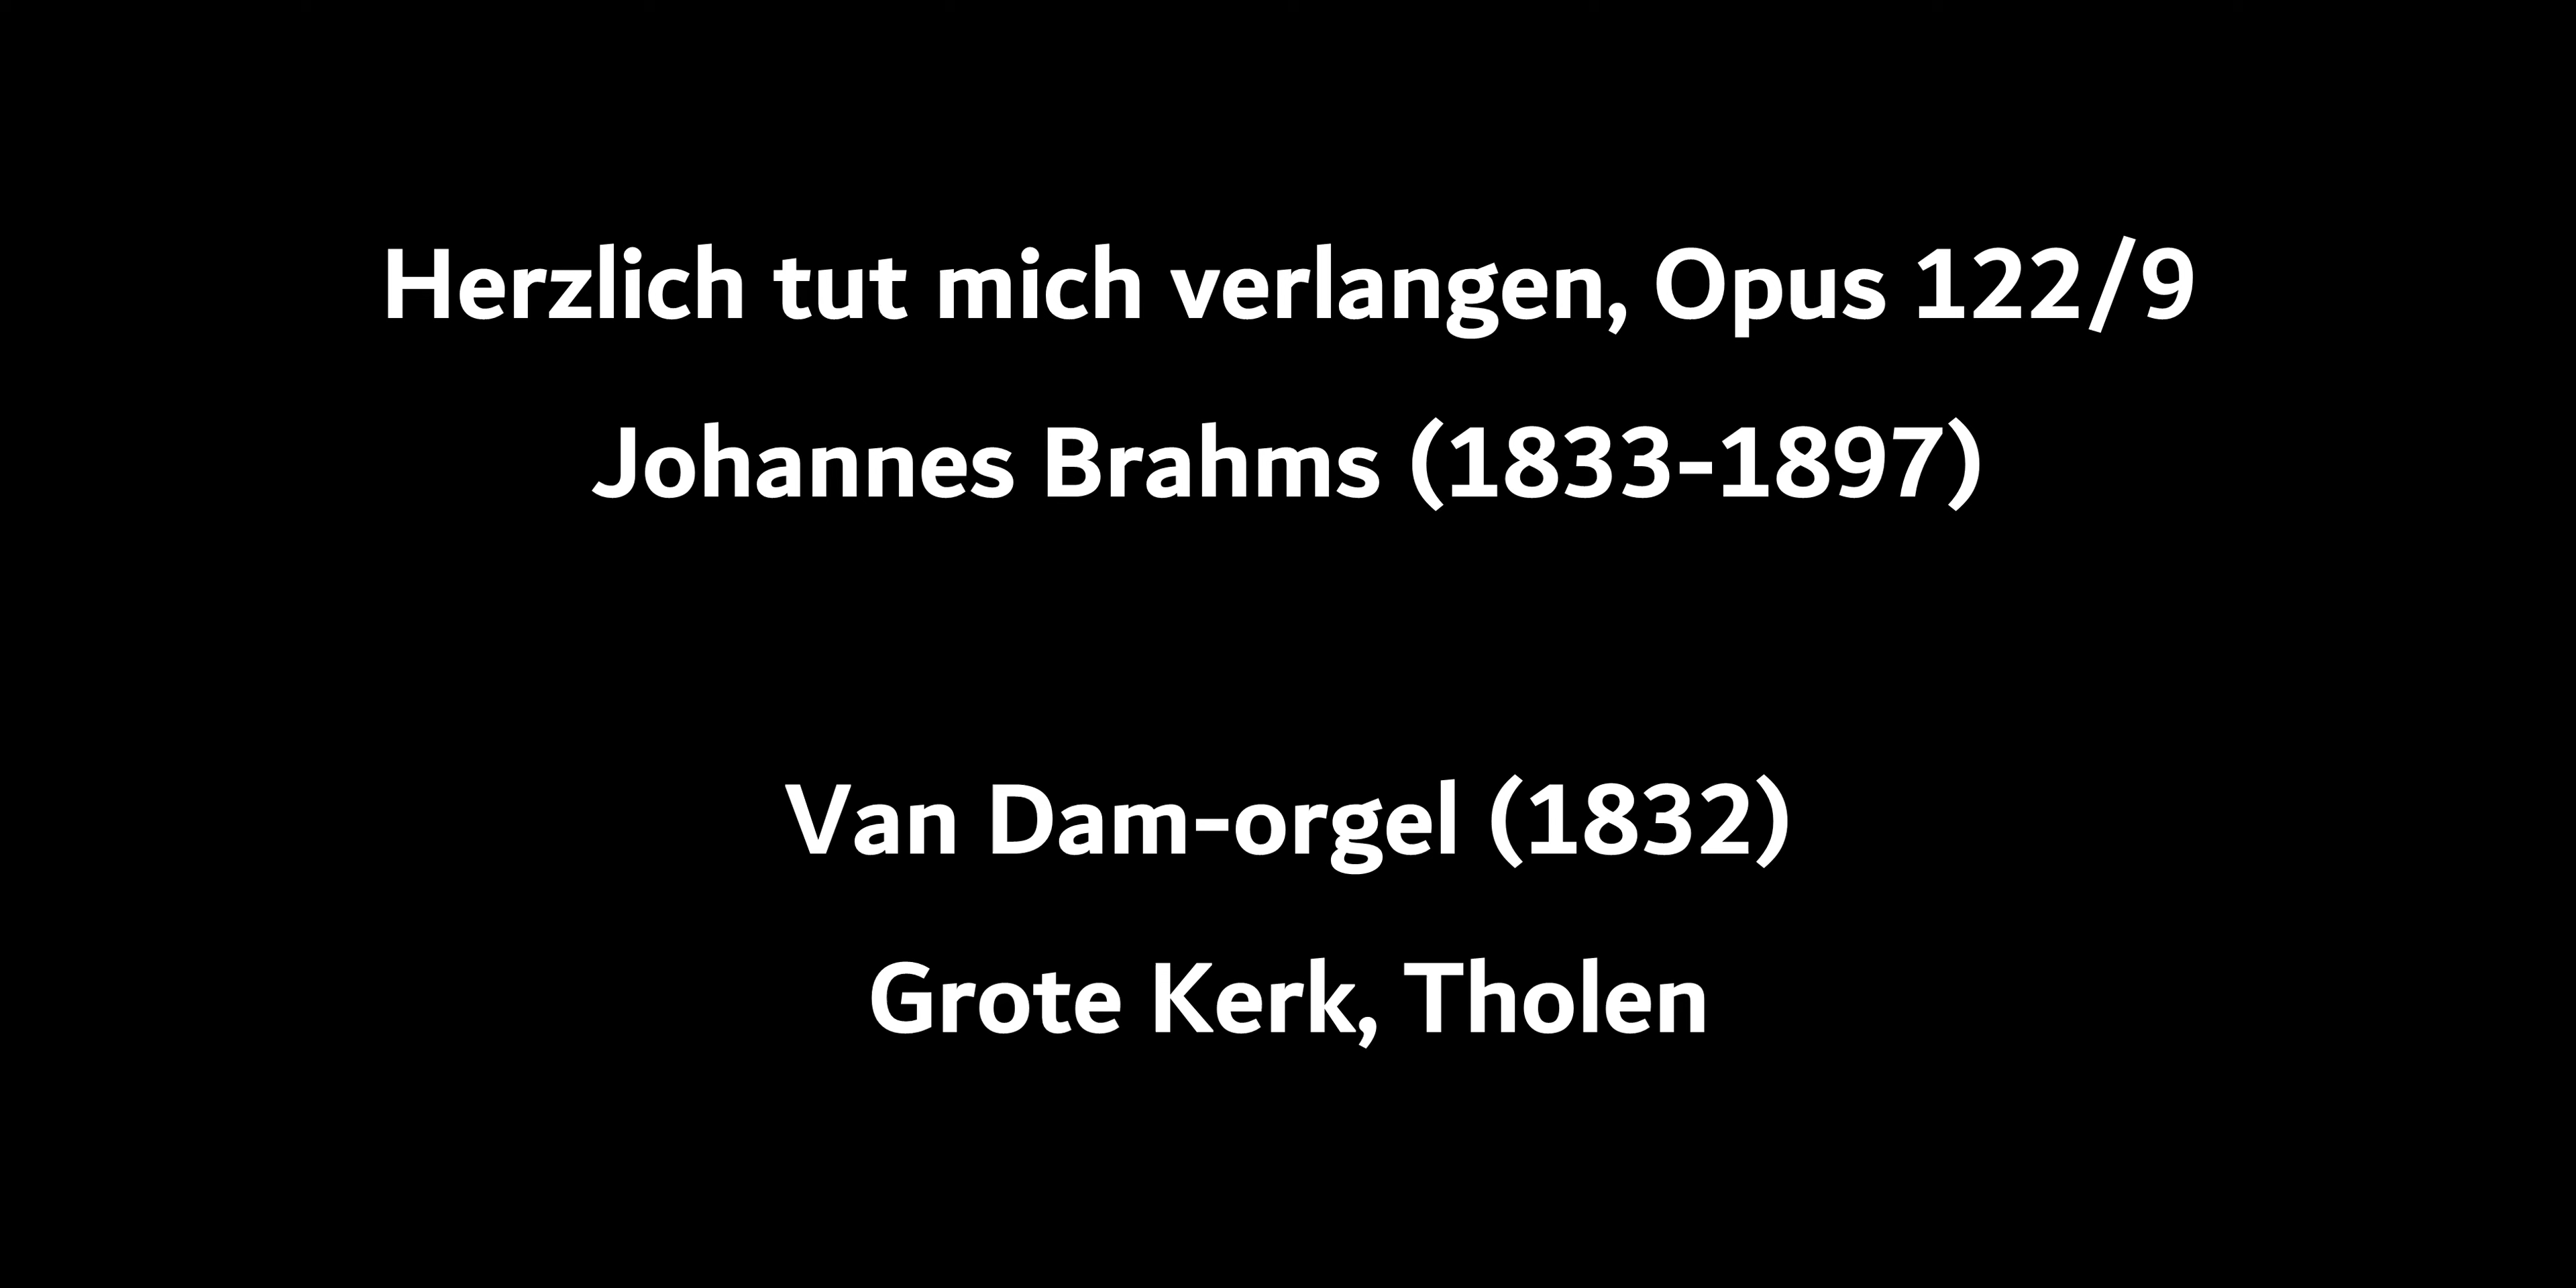 Herzlich tut mich verlangen, Opus 122/9
Johannes Brahms (1833-1897)
Van Dam-orgel (1832)
Grote Kerk, Tholen